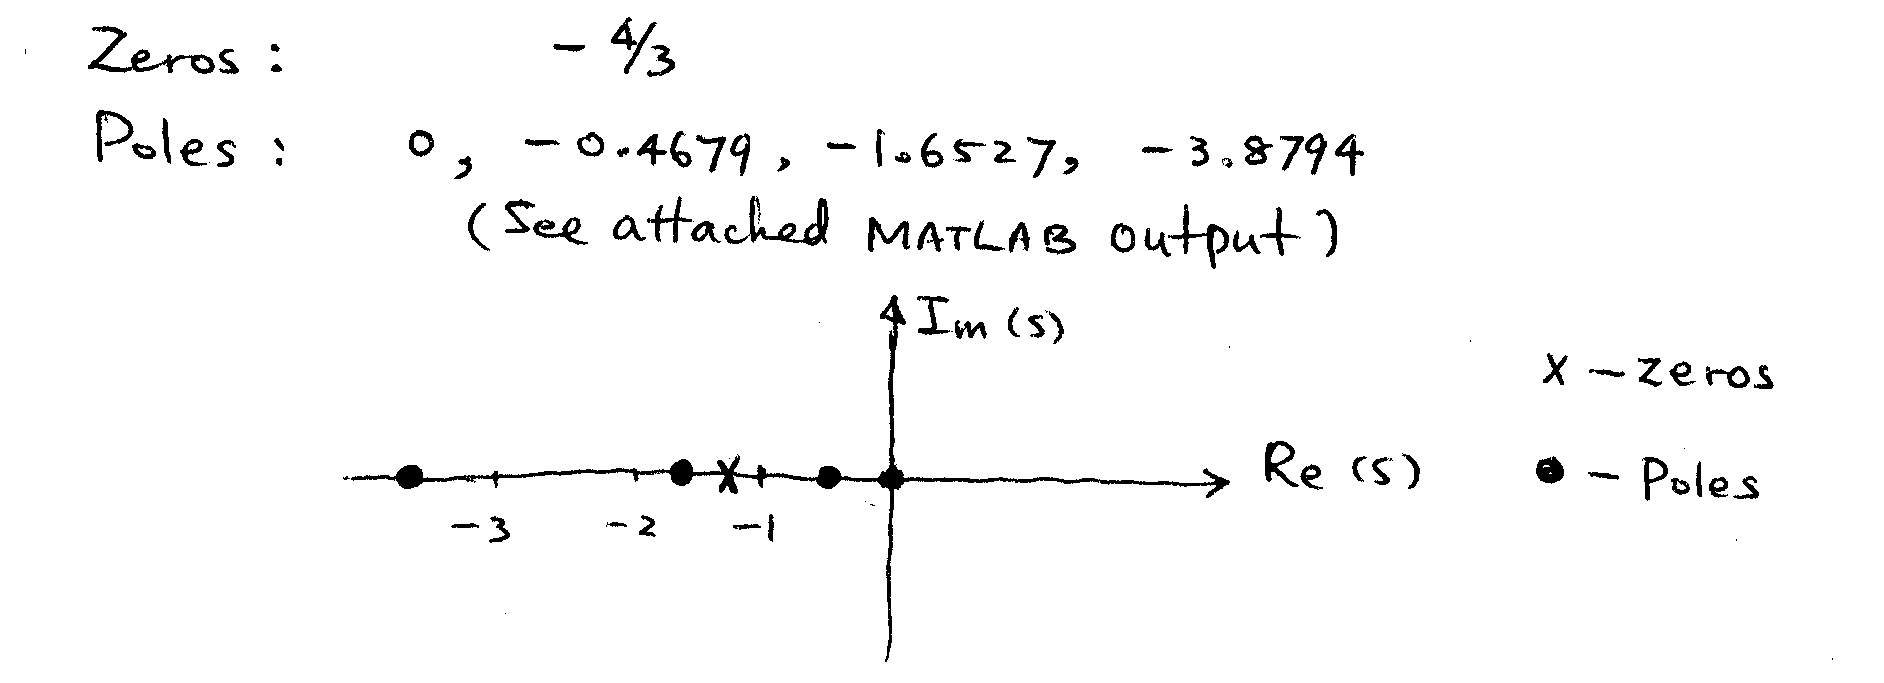 Zeros : - 4/3
Poles : 0, -0.4679, -1.6527, -3.8794
(See attached MATLAB output)
Im (s)
x - zeros
Re (s)
● - Poles
-3 -2 -1